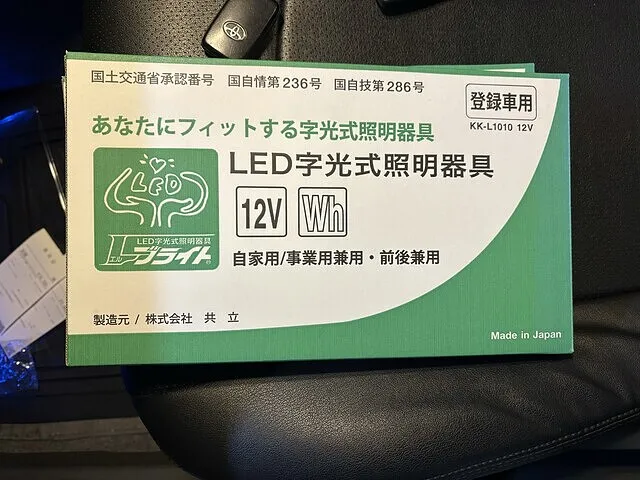 国土交通省承認番号 国自情第236号 国自技第286号
登録車用
KK-L1010 12V
あなたにフィットする字光式照明器具
LED字光式照明器具
LED
12V
Wh
LED字光式照明器具
エル
ブライト
自家用/事業用兼用・前後兼用
製造元 / 株式会社 共 立
Made in Japan